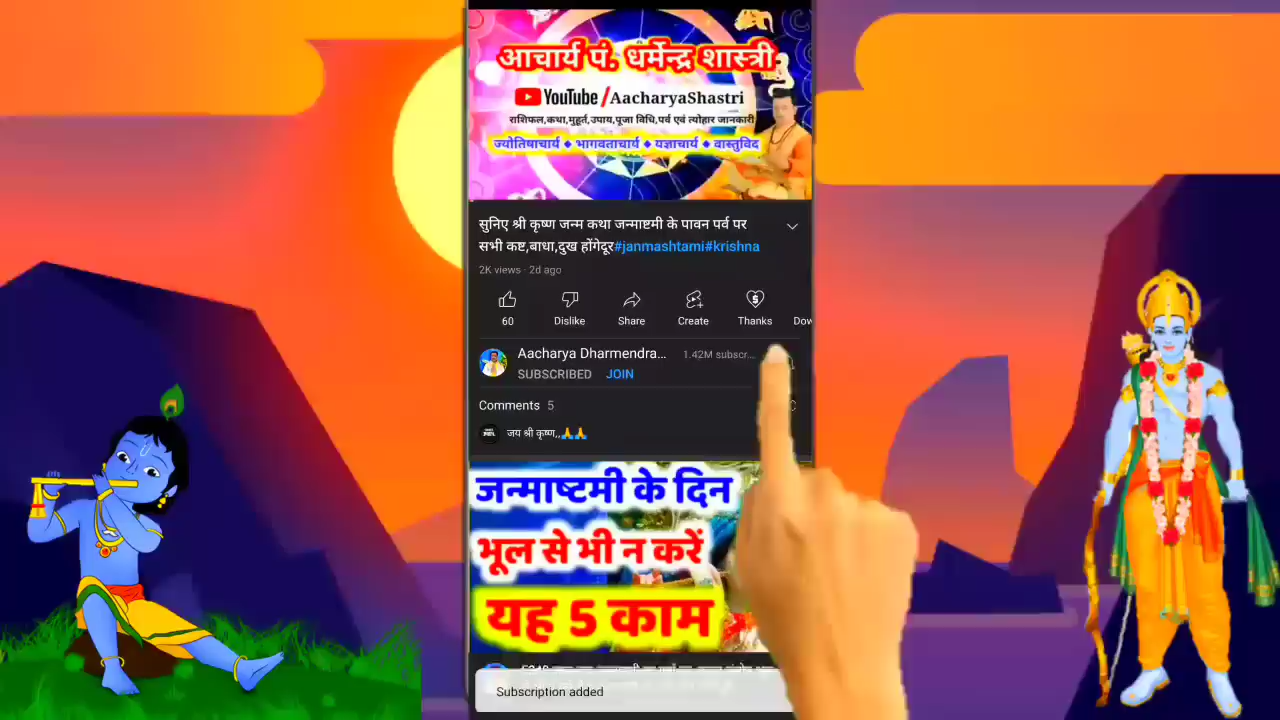 आचार्य पं. धर्मेन्द्र शास्त्री
YouTube/AacharyaShastri
राशिफल,कथा,मुहूर्त,उपाय,पूजा विधि,पर्व एवं त्योहार जानकारी
ज्योतिषाचार्य ◆ भागवताचार्य ◆ यज्ञाचार्य ◆ वास्तुविद
सुनिए श्री कृष्ण जन्म कथा जन्माष्टमी के पावन पर्व पर
सभी कष्ट,बाधा,दुख होंगेदूर#janmashtami#krishna
2K views · 2d ago
60 Dislike Share Create Thanks Dow
Aacharya Dharmendra... 1.42M subscr...
SUBSCRIBED JOIN
Comments 5
जय श्री कृष्ण,,🙏🙏
जन्माष्टमी के दिन
भूल से भी न करें
यह 5 काम
Subscription added